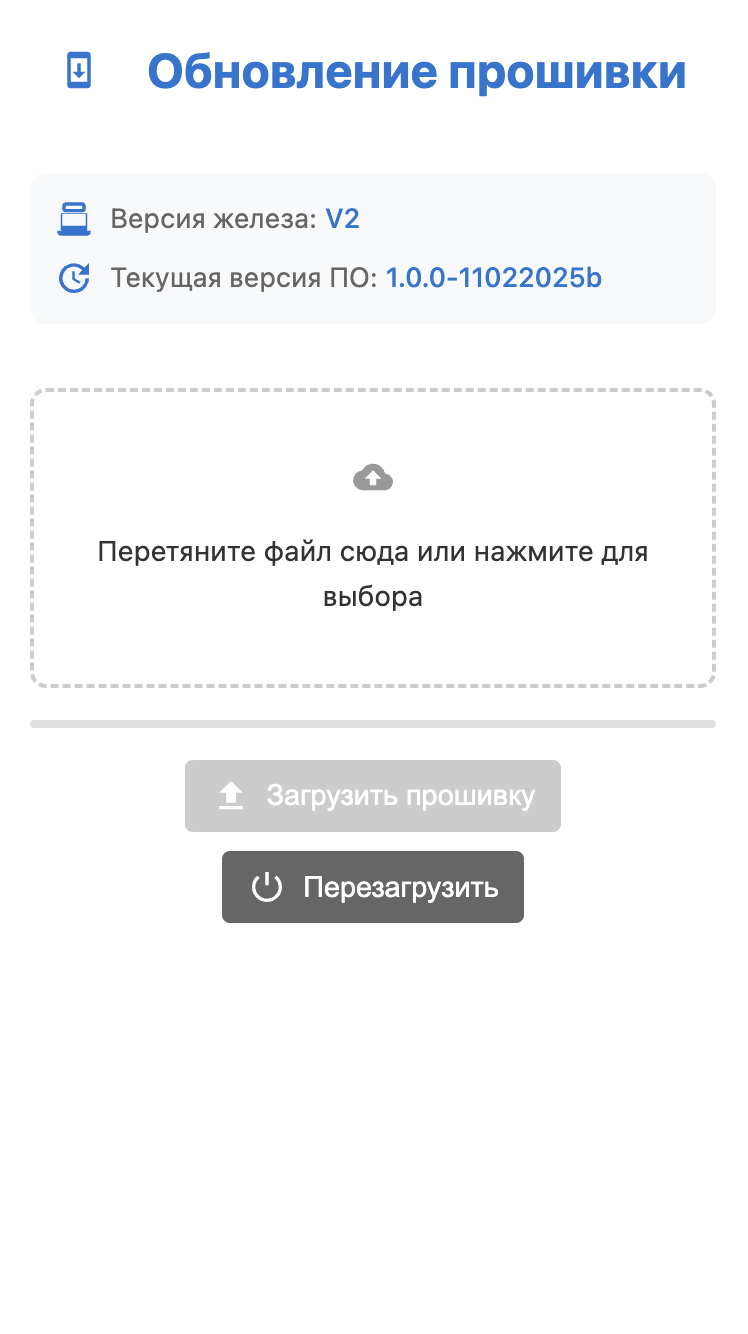 Обновление прошивки
Версия железа: V2
Текущая версия ПО: 1.0.0-11022025b
Перетяните файл сюда или нажмите для
выбора
Загрузить прошивку
Перезагрузить